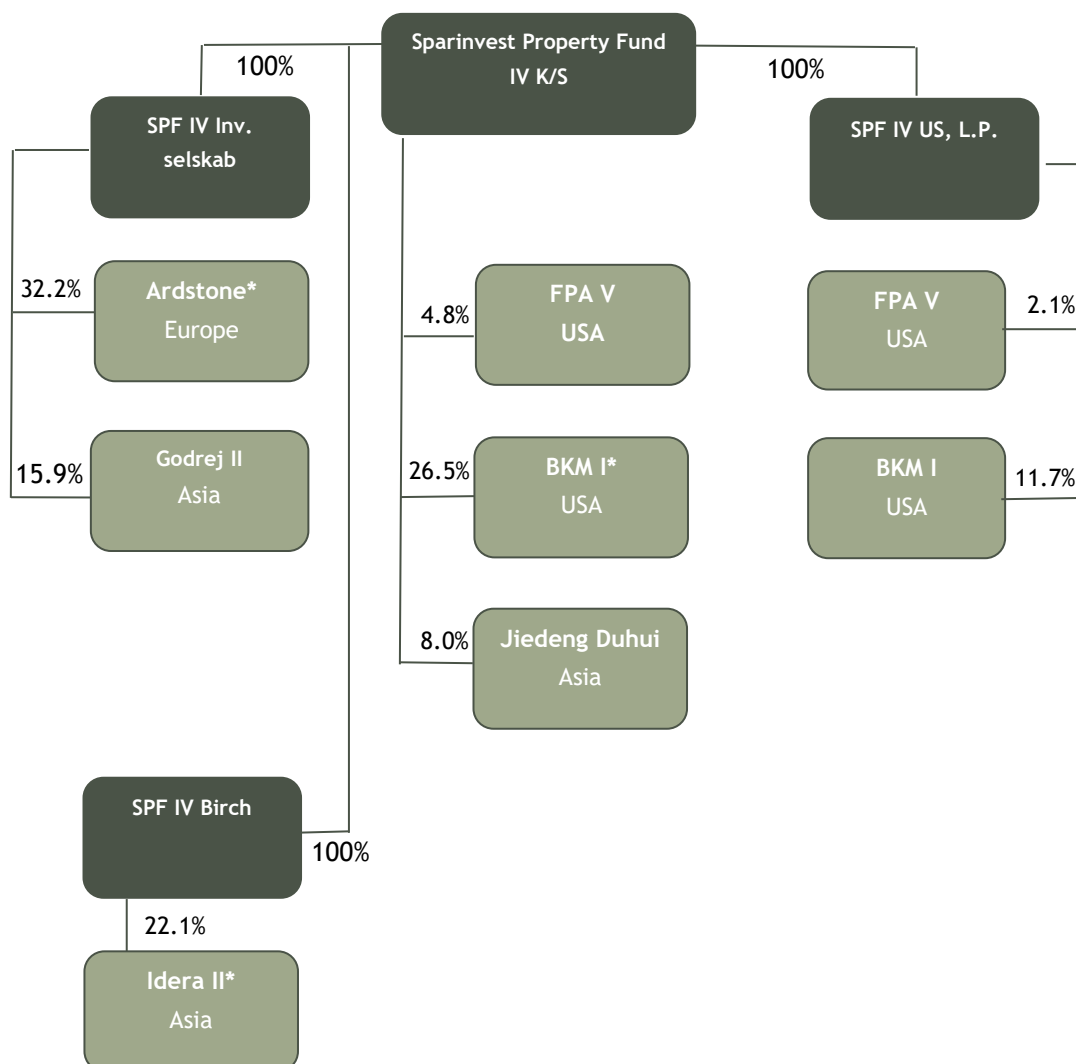 Sparinvest Property Fund
IV K/S
100%
100%
SPF IV Inv.
selskab
SPF IV US, L.P.
32.2%
Ardstone*
Europe
4.8%
FPA V
USA
FPA V
USA
2.1%
15.9%
Godrej II
Asia
26.5%
BKM I*
USA
BKM I
USA
11.7%
8.0%
Jiedeng Duhui
Asia
SPF IV Birch
100%
22.1%
Idera II*
Asia